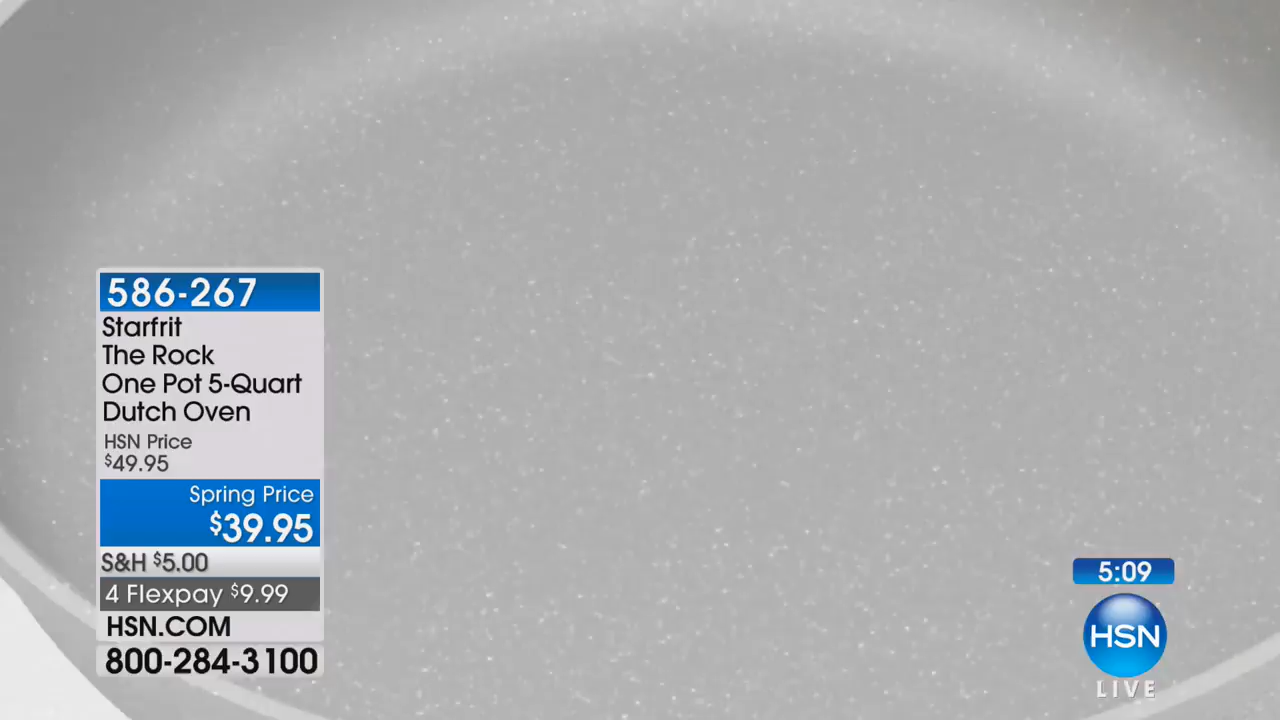 586-267
Starfrit
The Rock
One Pot 5-Quart
Dutch Oven
HSN Price
$49.95
Spring Price
$39.95
S&H $5.00
4 Flexpay $9.99
HSN.COM
800-284-3100
5:09
HSN
LIVE